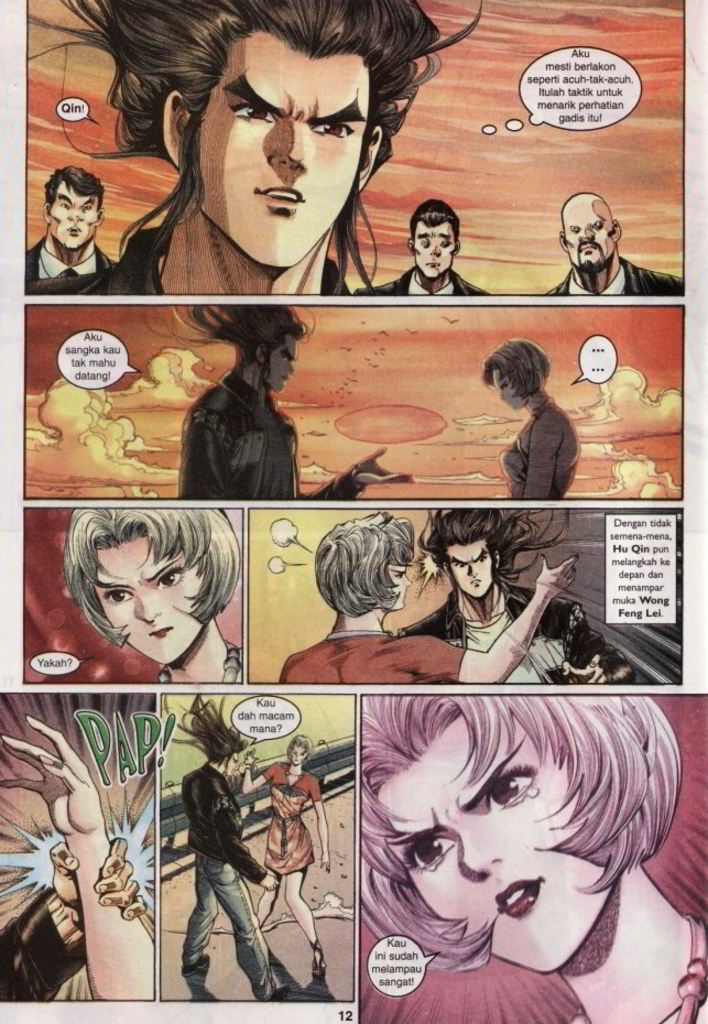 Qin!
Aku
mesti berlakon
seperti acuh-tak-acuh.
Itulah taktik untuk
menarik perhatian
gadis itu!
Aku
sangka kau
tak mahu
datang!
...
...
Yakah?
Dengan tidak
semena-mena,
Hu Qin pun
melangkah ke
depan dan
menampar
muka Wong
Feng Lei.
PAP!
Kau
dah macam
mana?
Kau
ini sudah
melampau
sangat!
12